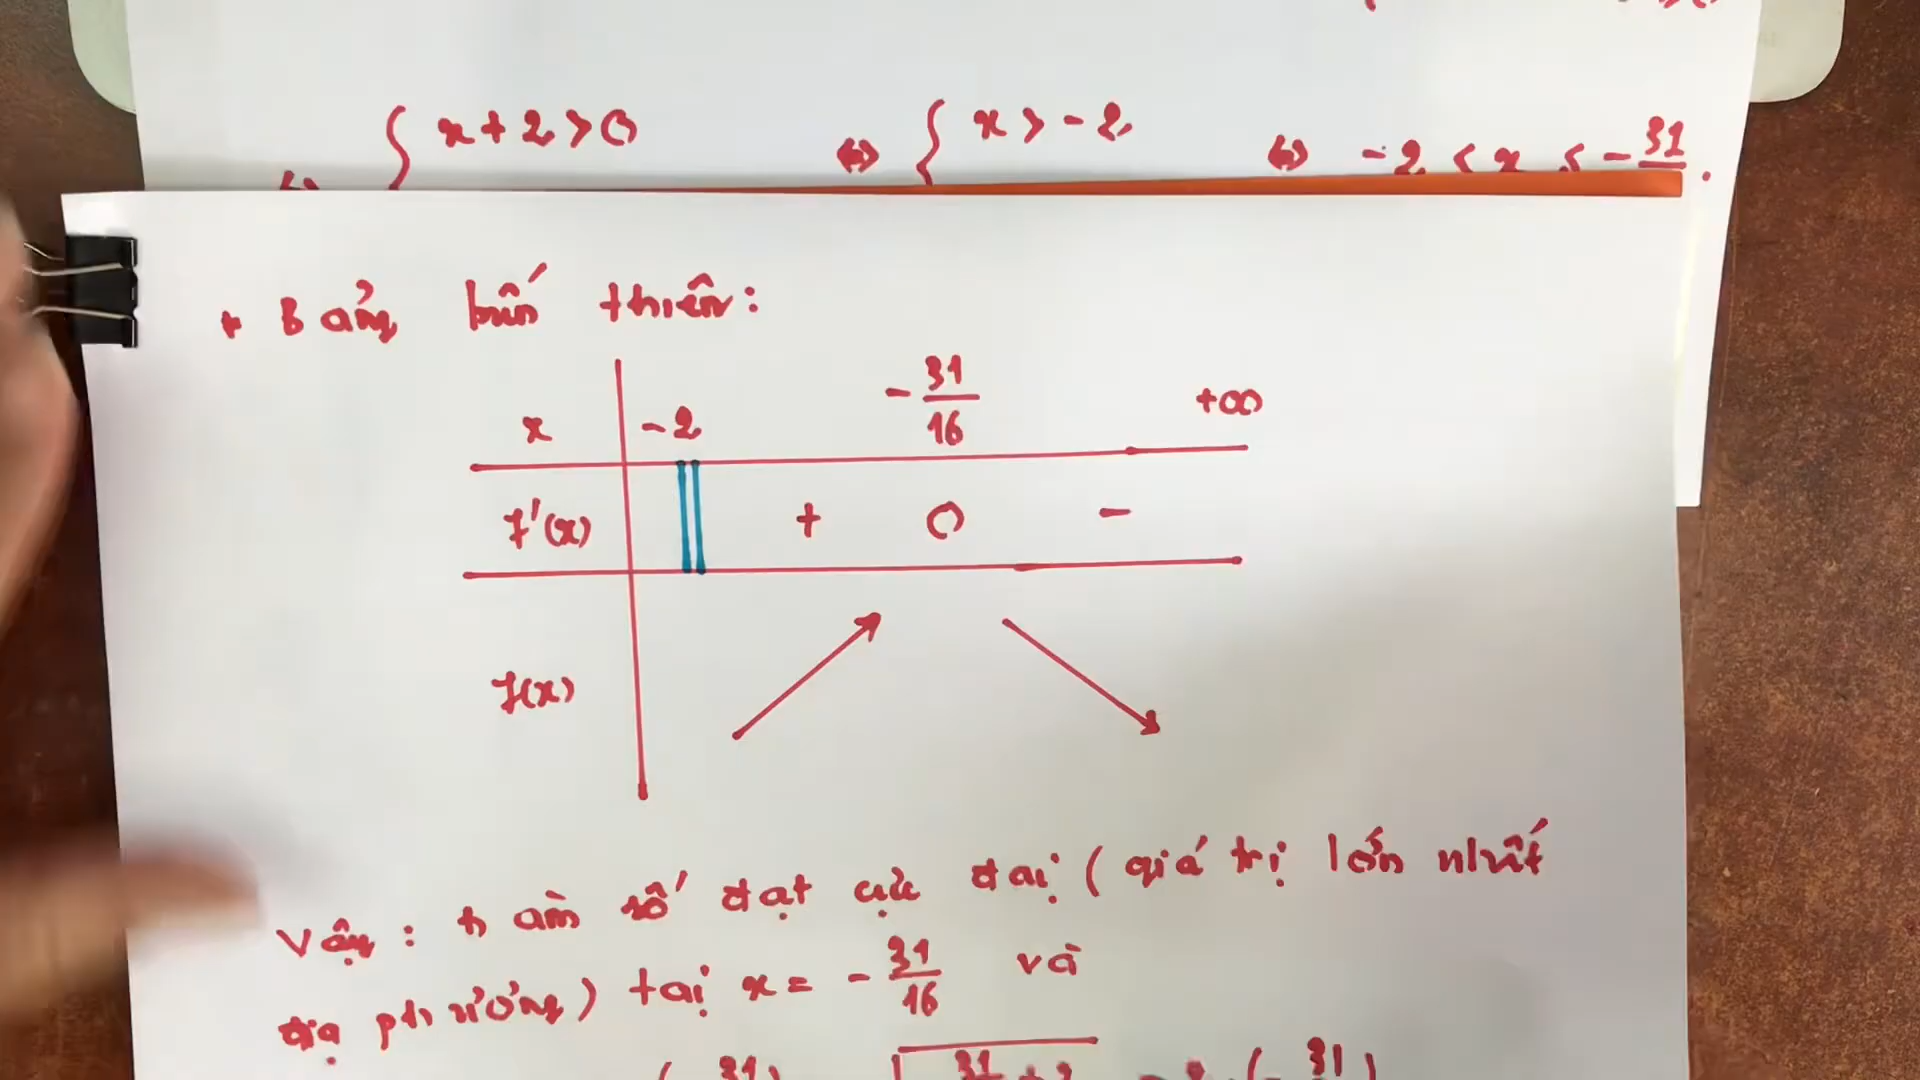 { x + 2 > 0 ⇔ { x > -2 ⇔ -2 < x < - 31
* Bảng biến thiên:
x -2 - 31/16 +∞
f'(x) || + 0 -
f(x)
Vậy: hàm số đạt cực đại (giá trị lớn nhất
địa phương) tại x = - 31/16 và